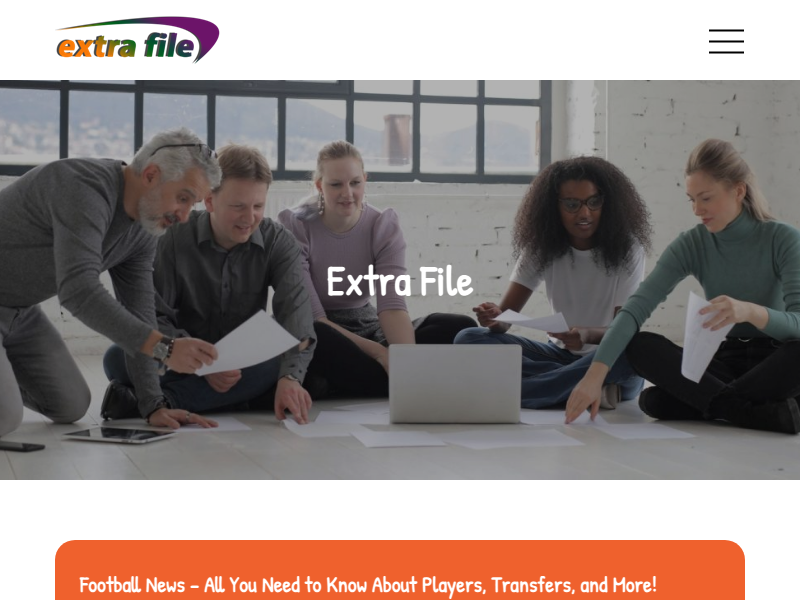 extra file
Extra File
Football News – All You Need to Know About Players, Transfers, and More!